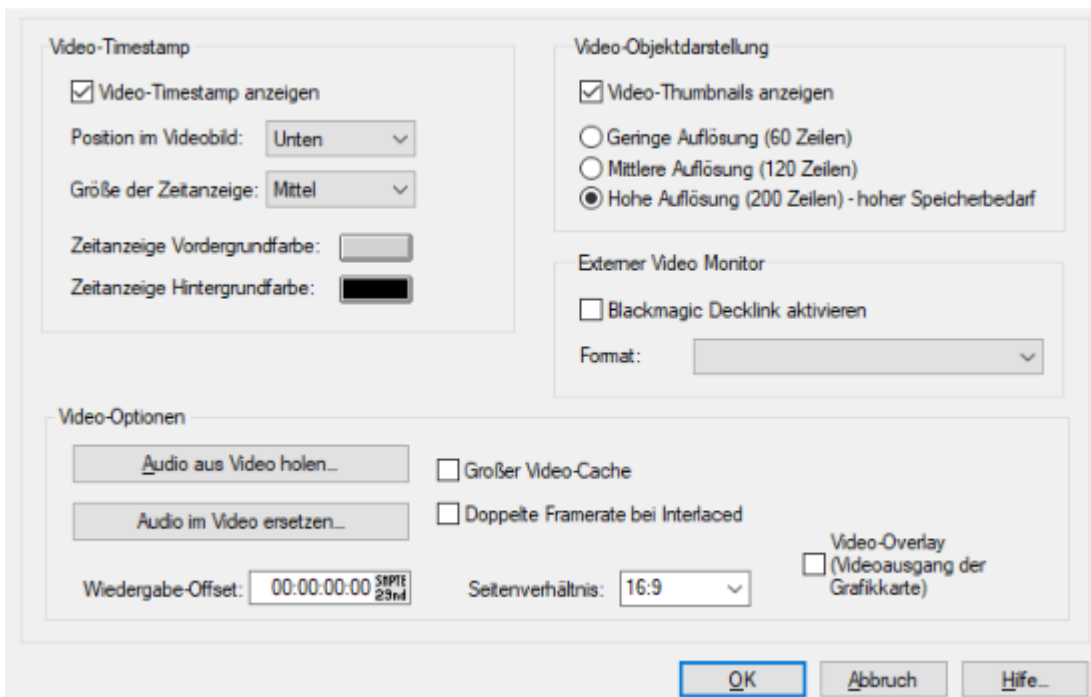 Video-Timestamp
Video-Timestamp anzeigen
Position im Videobild: Unten
Größe der Zeitanzeige: Mittel
Zeitanzeige Vordergrundfarbe:
Zeitanzeige Hintergrundfarbe:
Video-Objektdarstellung
Video-Thumbnails anzeigen
Geringe Auflösung (60 Zeilen)
Mittlere Auflösung (120 Zeilen)
Hohe Auflösung (200 Zeilen) - hoher Speicherbedarf
Externer Video Monitor
Blackmagic Decklink aktivieren
Format:
Video-Optionen
Audio aus Video holen...
Großer Video-Cache
Audio im Video ersetzen...
Doppelte Framerate bei Interlaced
Video-Overlay
(Videoausgang der
Grafikkarte)
Wiedergabe-Offset: 00:00:00:00 SMPTE
29nd
Seitenverhältnis: 16:9
OK Abbruch Hilfe...